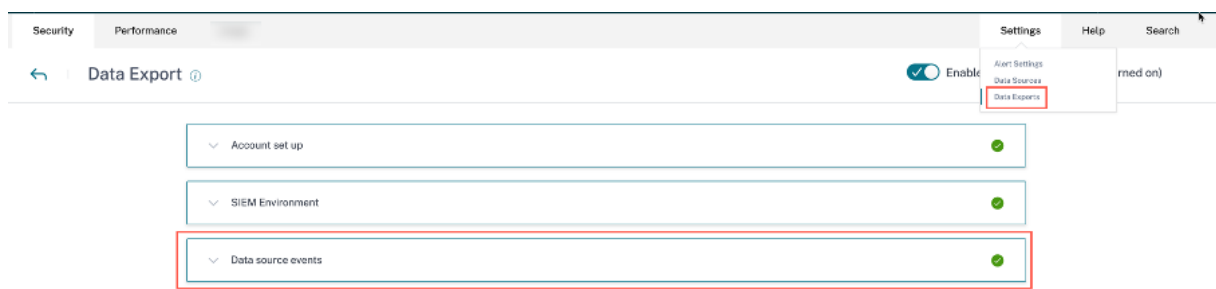 Security Performance Settings Help Search
Data Export
Enable
rned on)
Alert Settings
Data Sources
Data Exports
Account set up
SIEM Environment
Data source events